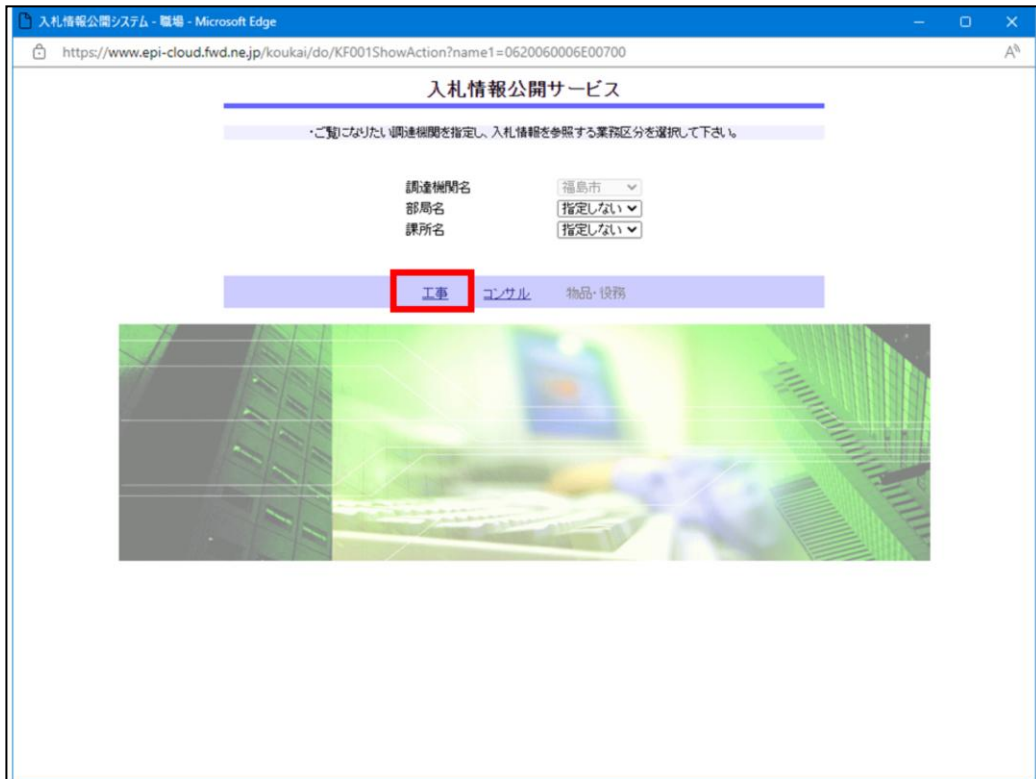 入札情報公開システム - 職場 - Microsoft Edge
https://www.epi-cloud.fwd.ne.jp/koukai/do/KF001ShowAction?name1=0620060006E00700
入札情報公開サービス
・ご覧になりたい調達機関を指定し、入札情報を参照する業務区分を選択して下さい。
調達機関名 福島市
部局名 指定しない
課所名 指定しない
工事 コンサル 物品・役務